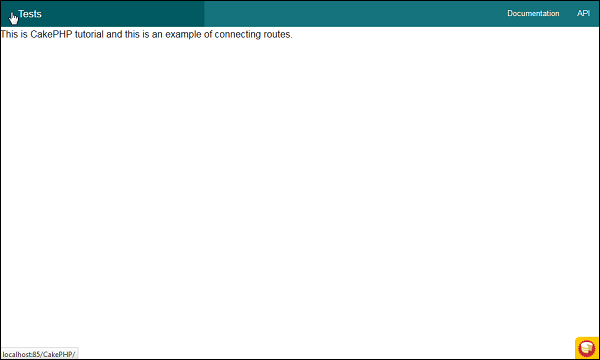 Tests
Documentation
API
This is CakePHP tutorial and this is an example of connecting routes.
localhost:85/CakePHP/